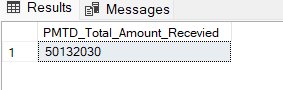 Results Messages
PMTD_Total_Amount_Recevied
1 50132030